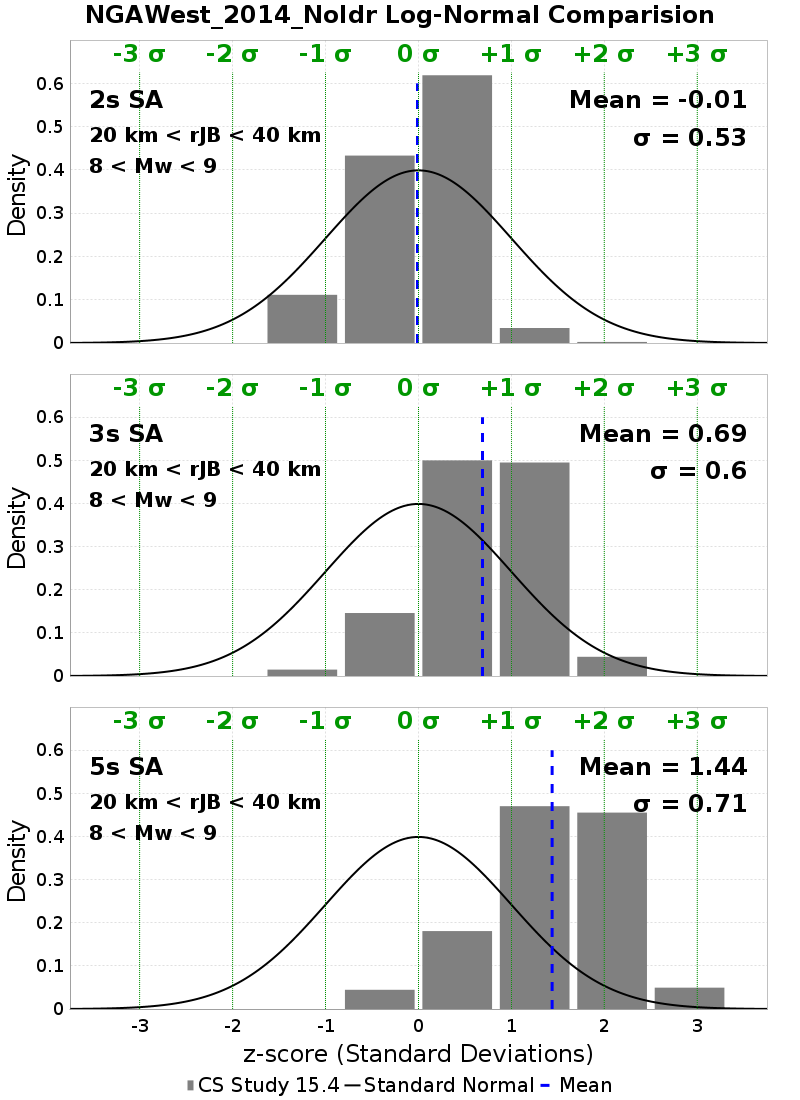 NGAWest_2014_NoIdr Log-Normal Comparision
-3 σ -2 σ -1 σ 0 σ +1 σ +2 σ +3 σ
2s SA
20 km < rJB < 40 km
8 < Mw < 9
Mean = -0.01
σ = 0.53
Density
0.6
0.5
0.4
0.3
0.2
0.1
0
-3 σ -2 σ -1 σ 0 σ +1 σ +2 σ +3 σ
3s SA
20 km < rJB < 40 km
8 < Mw < 9
Mean = 0.69
σ = 0.6
Density
0.6
0.5
0.4
0.3
0.2
0.1
0
-3 σ -2 σ -1 σ 0 σ +1 σ +2 σ +3 σ
5s SA
20 km < rJB < 40 km
8 < Mw < 9
Mean = 1.44
σ = 0.71
Density
0.6
0.5
0.4
0.3
0.2
0.1
0
-3 -2 -1 0 1 2 3
z-score (Standard Deviations)
CS Study 15.4 Standard Normal Mean